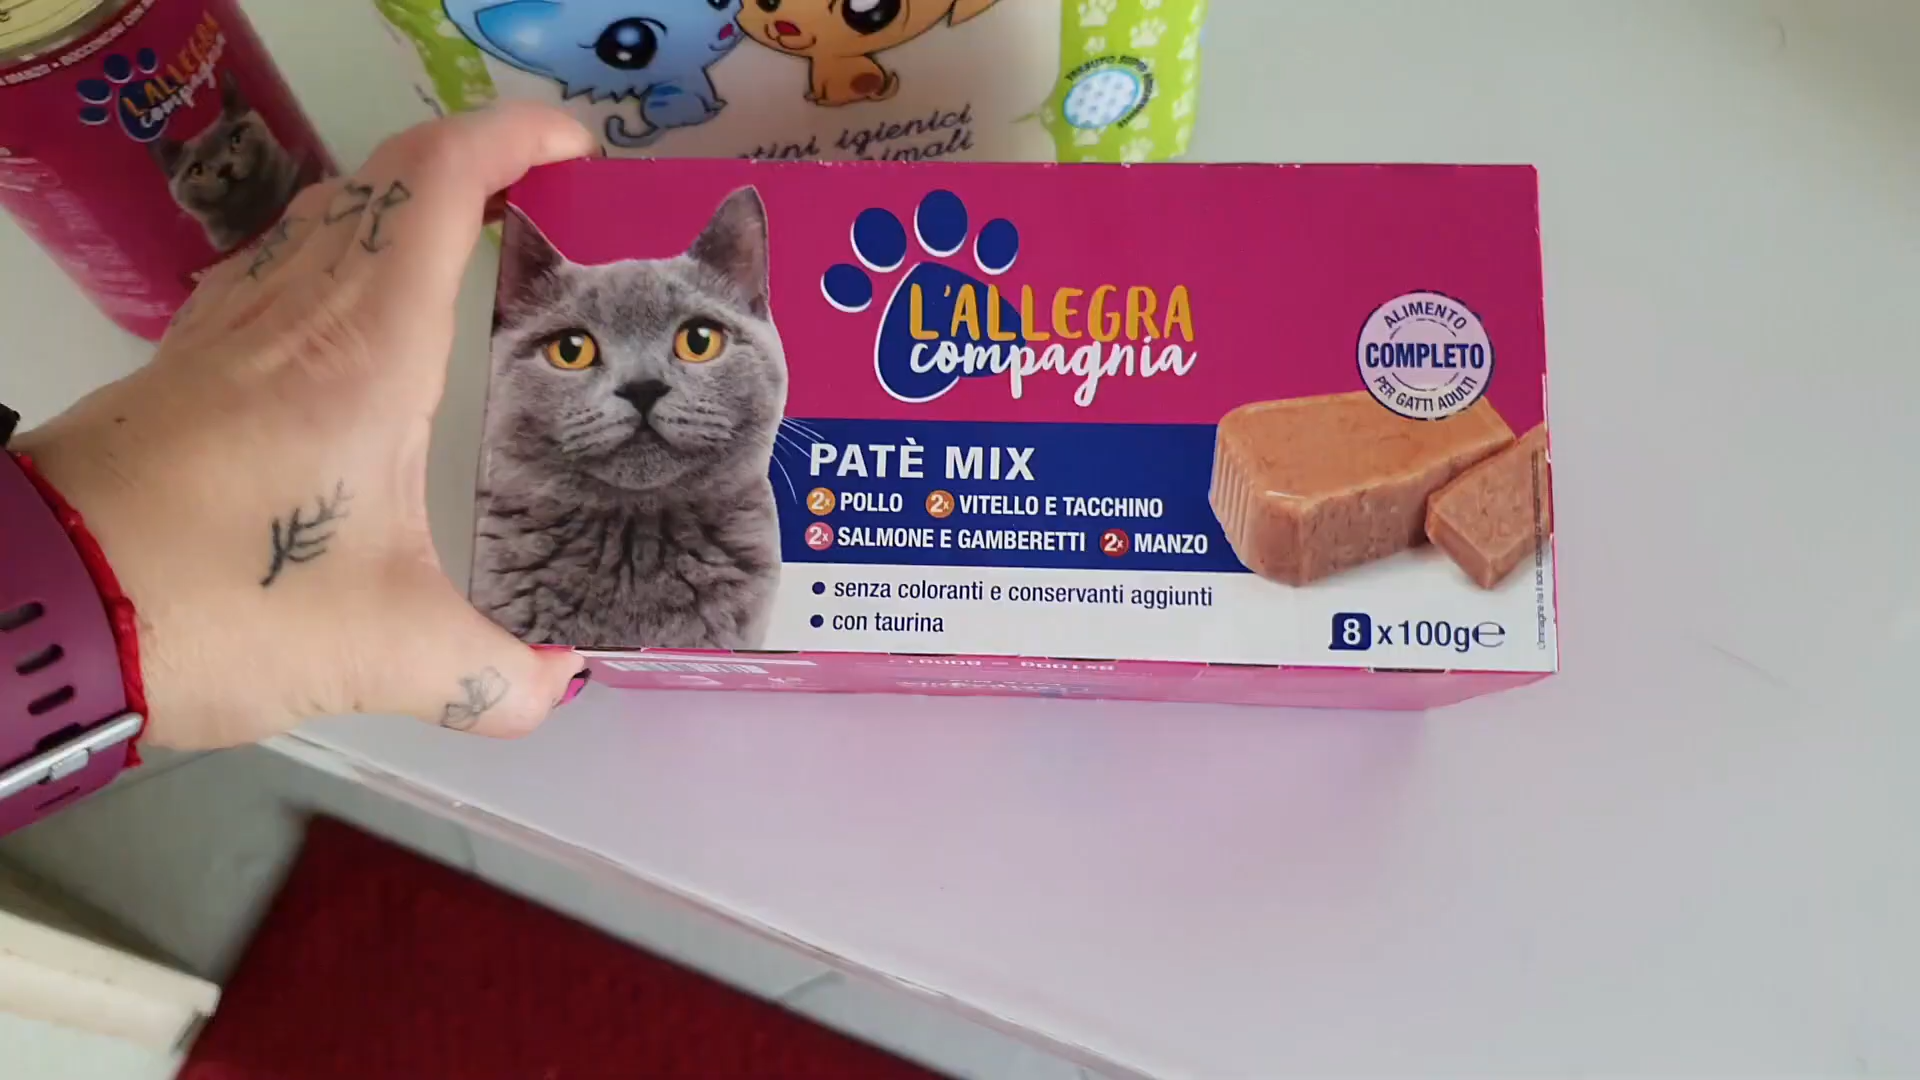 L'ALLEGRA
compagnia
igienici
L'ALLEGRA
compagnia
ALIMENTO
COMPLETO
PER GATTI ADULTI
PATÈ MIX
2x POLLO 2x VITELLO E TACCHINO
2x SALMONE E GAMBERETTI 2x MANZO
• senza coloranti e conservanti aggiunti
• con taurina
8 x100g℮